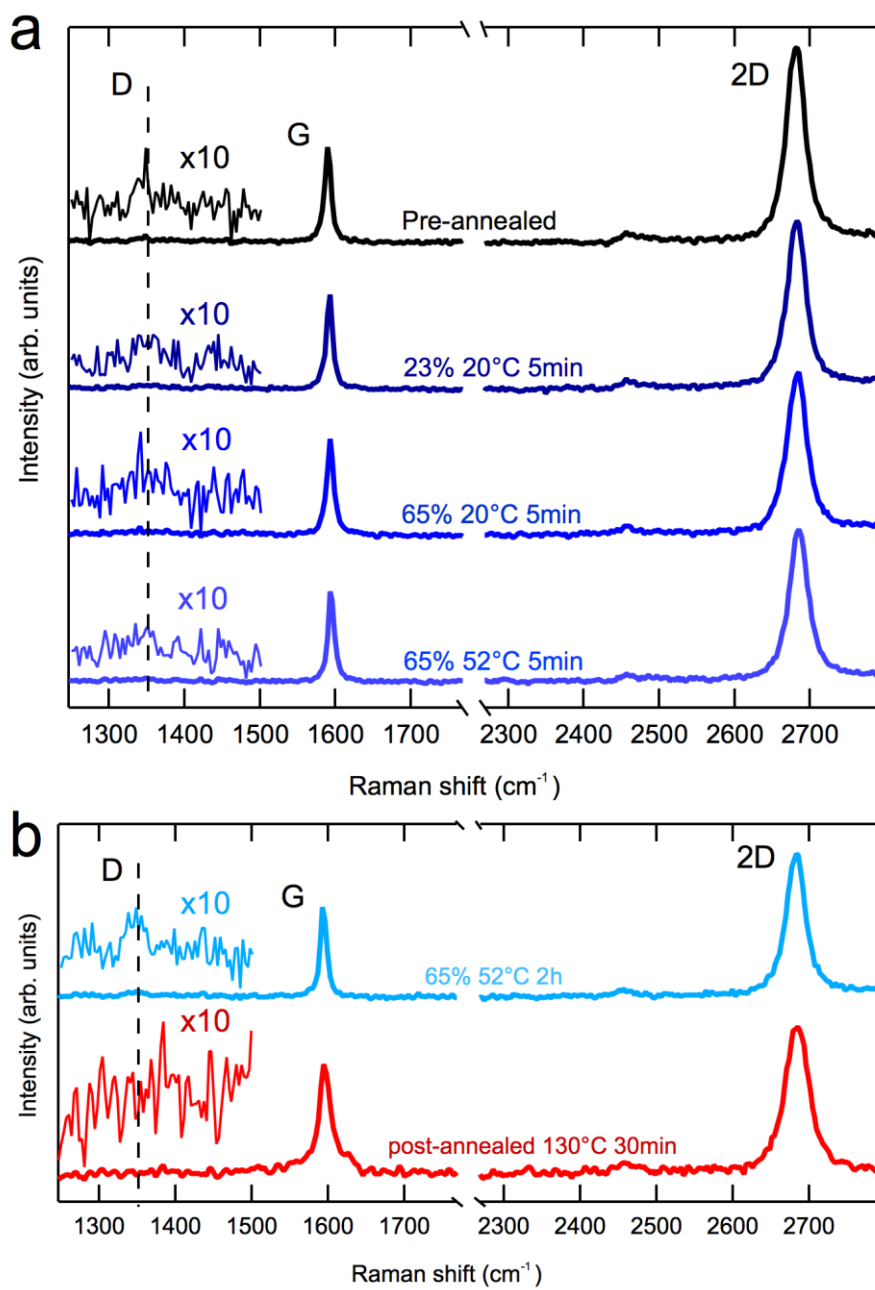 a
D
2D
G
x10
Pre-annealed
x10
23% 20°C 5min
x10
65% 20°C 5min
x10
65% 52°C 5min
Intensity (arb. units)
1300 1400 1500 1600 1700 2300 2400 2500 2600 2700
Raman shift (cm⁻¹)
b
D
2D
G
x10
65% 52°C 2h
x10
post-annealed 130°C 30min
Intensity (arb. units)
1300 1400 1500 1600 1700 2300 2400 2500 2600 2700
Raman shift (cm⁻¹)